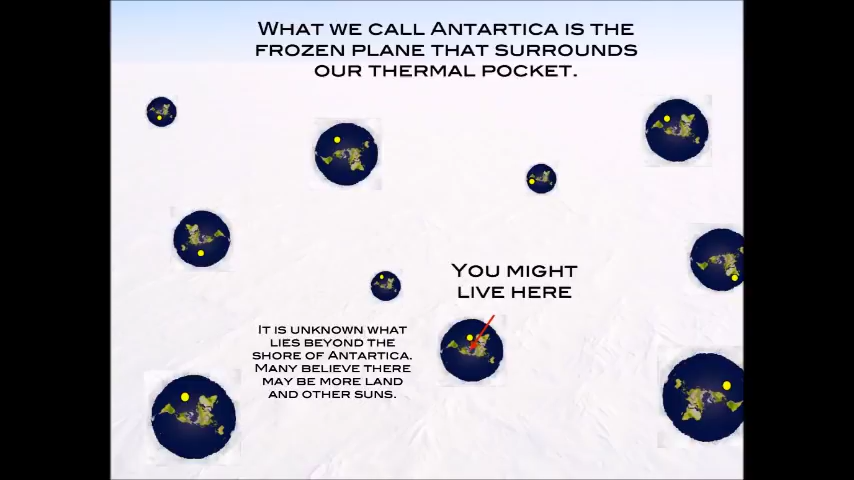 What we call Antartica is the
frozen plane that surrounds
our thermal pocket.
You might
live here
It is unknown what
lies beyond the
shore of Antartica.
Many believe there
may be more land
and other suns.